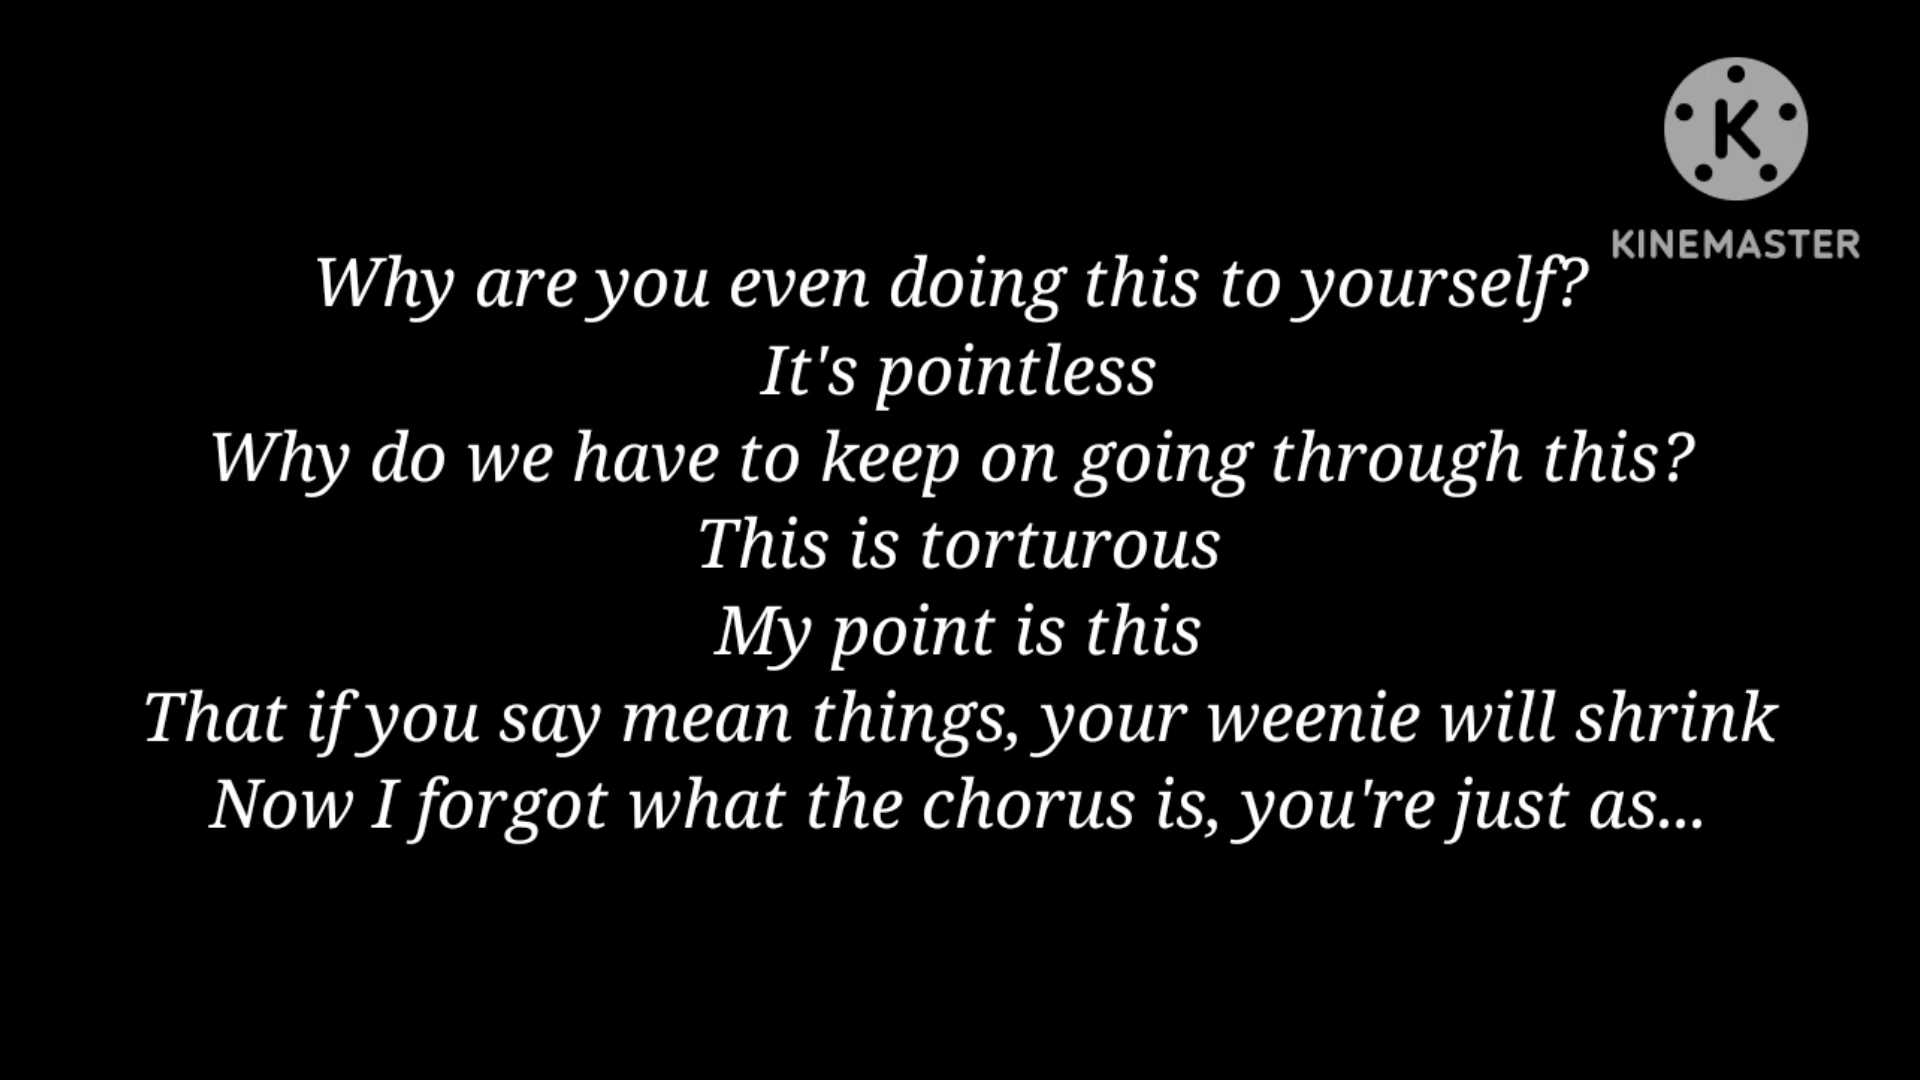 KINEMASTER
Why are you even doing this to yourself?
It's pointless
Why do we have to keep on going through this?
This is torturous
My point is this
That if you say mean things, your weenie will shrink
Now I forgot what the chorus is, you're just as...